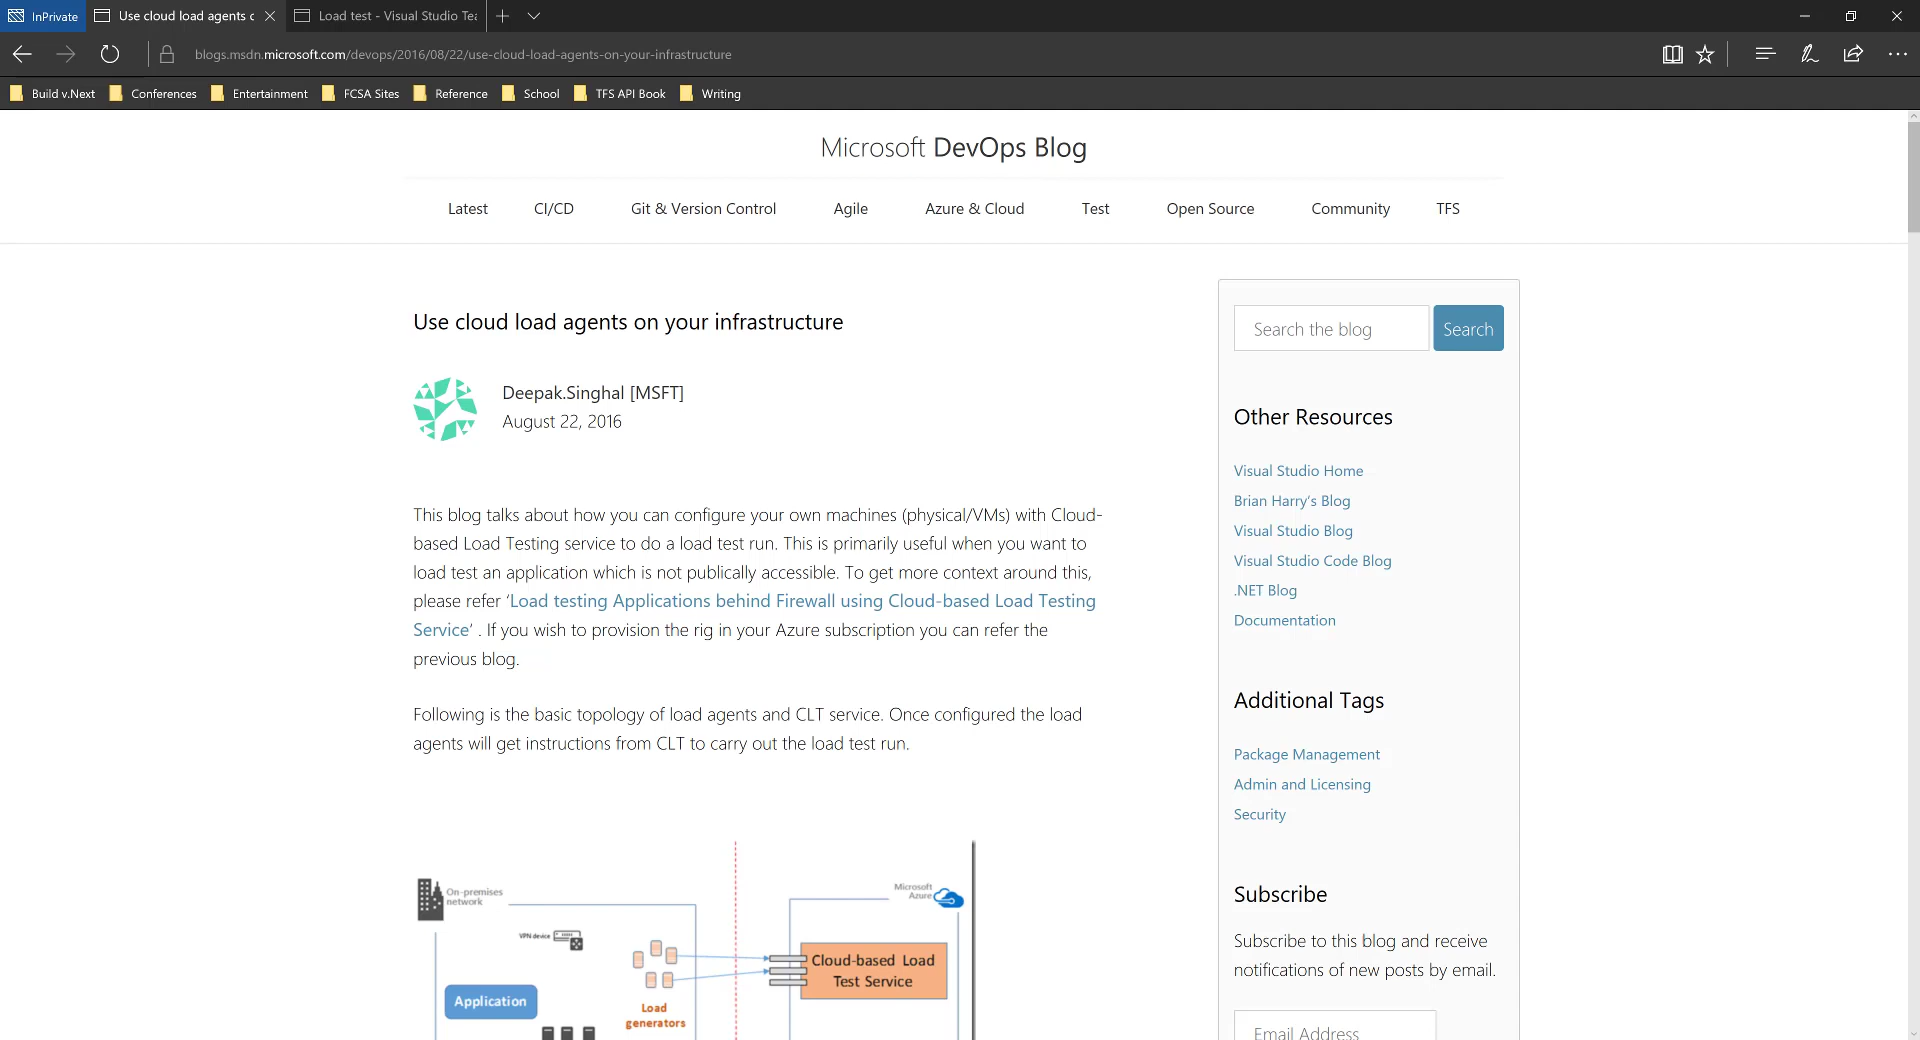 InPrivate
Use cloud load agents o
Load test - Visual Studio Tea
blogs.msdn.microsoft.com/devops/2016/08/22/use-cloud-load-agents-on-your-infrastructure
Build v.Next
Conferences
Entertainment
FCSA Sites
Reference
School
TFS API Book
Writing
Microsoft DevOps Blog
Latest
CI/CD
Git & Version Control
Agile
Azure & Cloud
Test
Open Source
Community
TFS
Use cloud load agents on your infrastructure
Deepak.Singhal [MSFT]
August 22, 2016
This blog talks about how you can configure your own machines (physical/VMs) with Cloud-
based Load Testing service to do a load test run. This is primarily useful when you want to
load test an application which is not publically accessible. To get more context around this,
please refer ‘Load testing Applications behind Firewall using Cloud-based Load Testing
Service’ . If you wish to provision the rig in your Azure subscription you can refer the
previous blog.
Following is the basic topology of load agents and CLT service. Once configured the load
agents will get instructions from CLT to carry out the load test run.
On-premises
network
VPN device
Application
Load
generators
Microsoft
Azure
Cloud-based Load
Test Service
Search the blog
Search
Other Resources
Visual Studio Home
Brian Harry’s Blog
Visual Studio Blog
Visual Studio Code Blog
.NET Blog
Documentation
Additional Tags
Package Management
Admin and Licensing
Security
Subscribe
Subscribe to this blog and receive
notifications of new posts by email.
Email Address